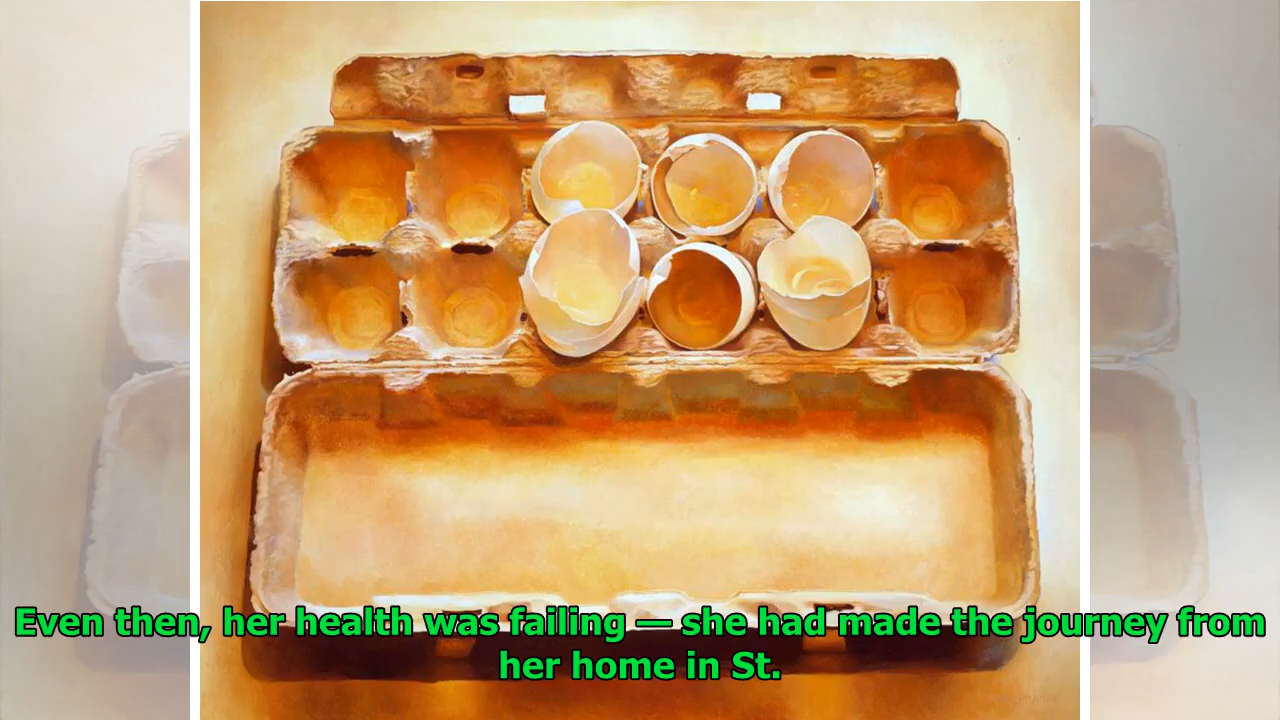 Even then, her health was failing — she had made the journey from
her home in St.